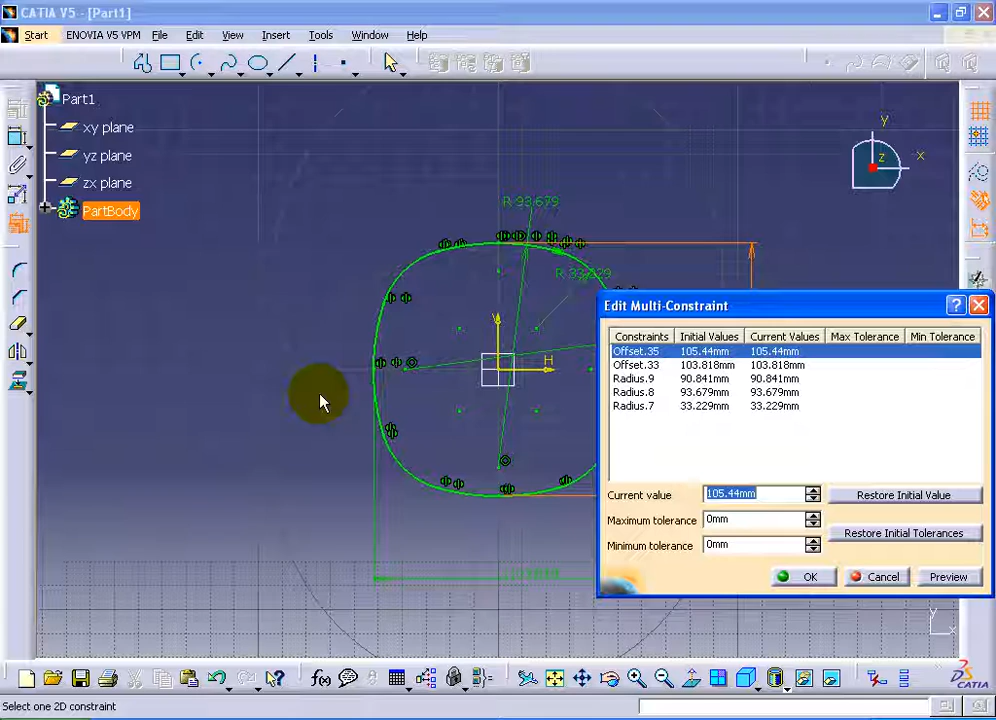 CATIA V5 - [Part1]
Start ENOVIA V5 VPM File Edit View Insert Tools Window Help
Part1
xy plane
yz plane
zx plane
PartBody
y
x
z
R 93.679
R 33.229
V
H
Edit Multi-Constraint
Constraints Initial Values Current Values Max Tolerance Min Tolerance
Offset.35 105.44mm 105.44mm
Offset.33 103.818mm 103.818mm
Radius.9 90.841mm 90.841mm
Radius.8 93.679mm 93.679mm
Radius.7 33.229mm 33.229mm
Current value 105.44mm Restore Initial Value
Maximum tolerance 0mm
Restore Initial Tolerances
Minimum tolerance 0mm
OK Cancel Preview
y
x
f(x)
DS CATIA
Select one 2D constraint